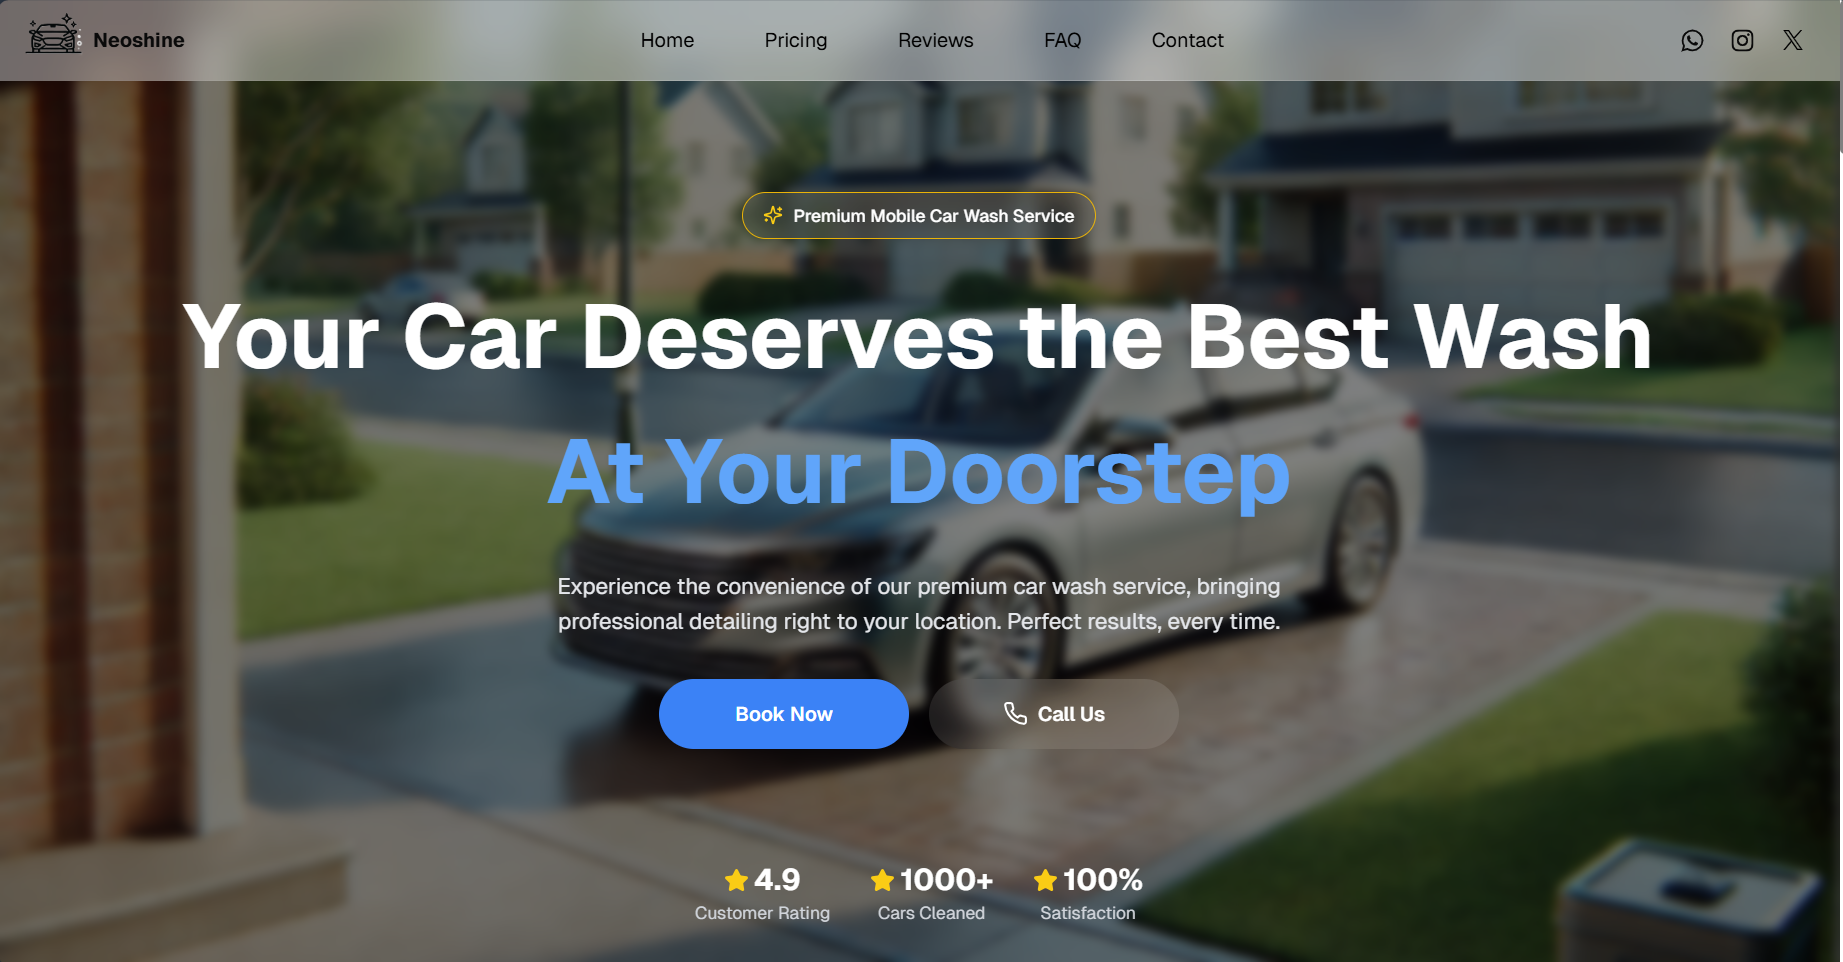 Neoshine
Home
Pricing
Reviews
FAQ
Contact
Premium Mobile Car Wash Service
Your Car Deserves the Best Wash
At Your Doorstep
Experience the convenience of our premium car wash service, bringing
professional detailing right to your location. Perfect results, every time.
Book Now
Call Us
4.9
Customer Rating
1000+
Cars Cleaned
100%
Satisfaction